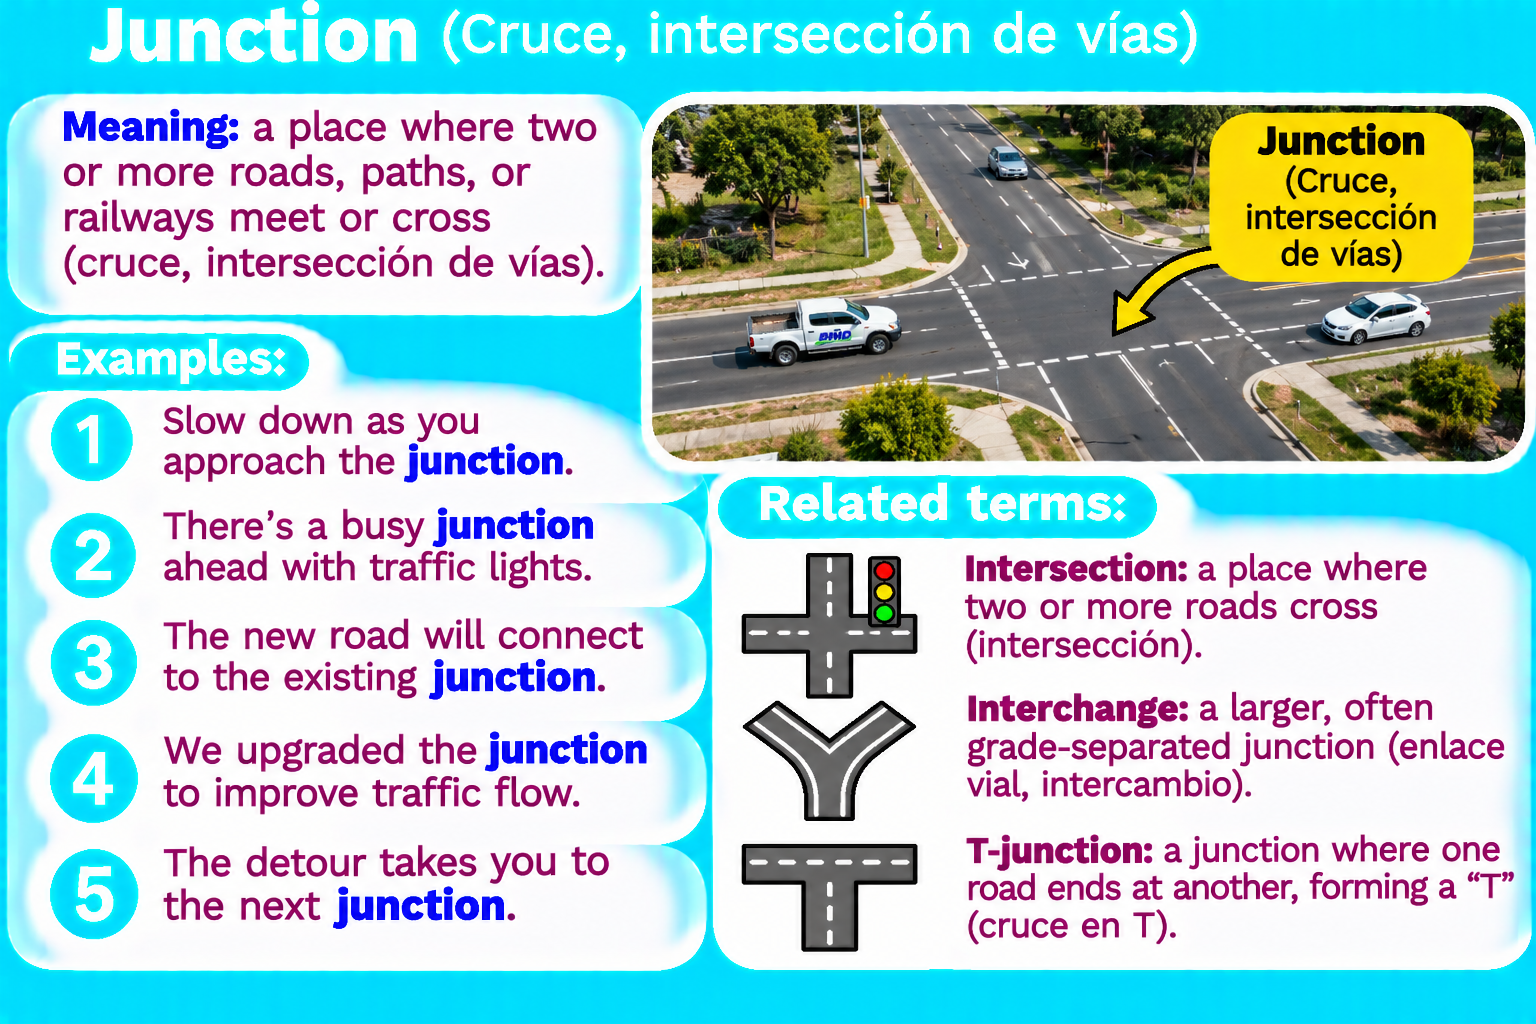 Junction (Cruce, intersección de vías)
Meaning: a place where two
or more roads, paths, or
railways meet or cross
(cruce, intersección de vías).
Junction
(Cruce,
intersección
de vías)
BMD
Examples:
1 Slow down as you
approach the junction.
2 There’s a busy junction
ahead with traffic lights.
3 The new road will connect
to the existing junction.
4 We upgraded the junction
to improve traffic flow.
5 The detour takes you to
the next junction.
Related terms:
Intersection: a place where
two or more roads cross
(intersección).
Interchange: a larger, often
grade-separated junction (enlace
vial, intercambio).
T-junction: a junction where one
road ends at another, forming a “T”
(cruce en T).